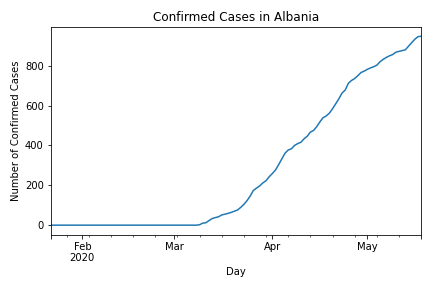 Confirmed Cases in Albania
Number of Confirmed Cases
800
600
400
200
0
Feb Mar Apr May
2020
Day